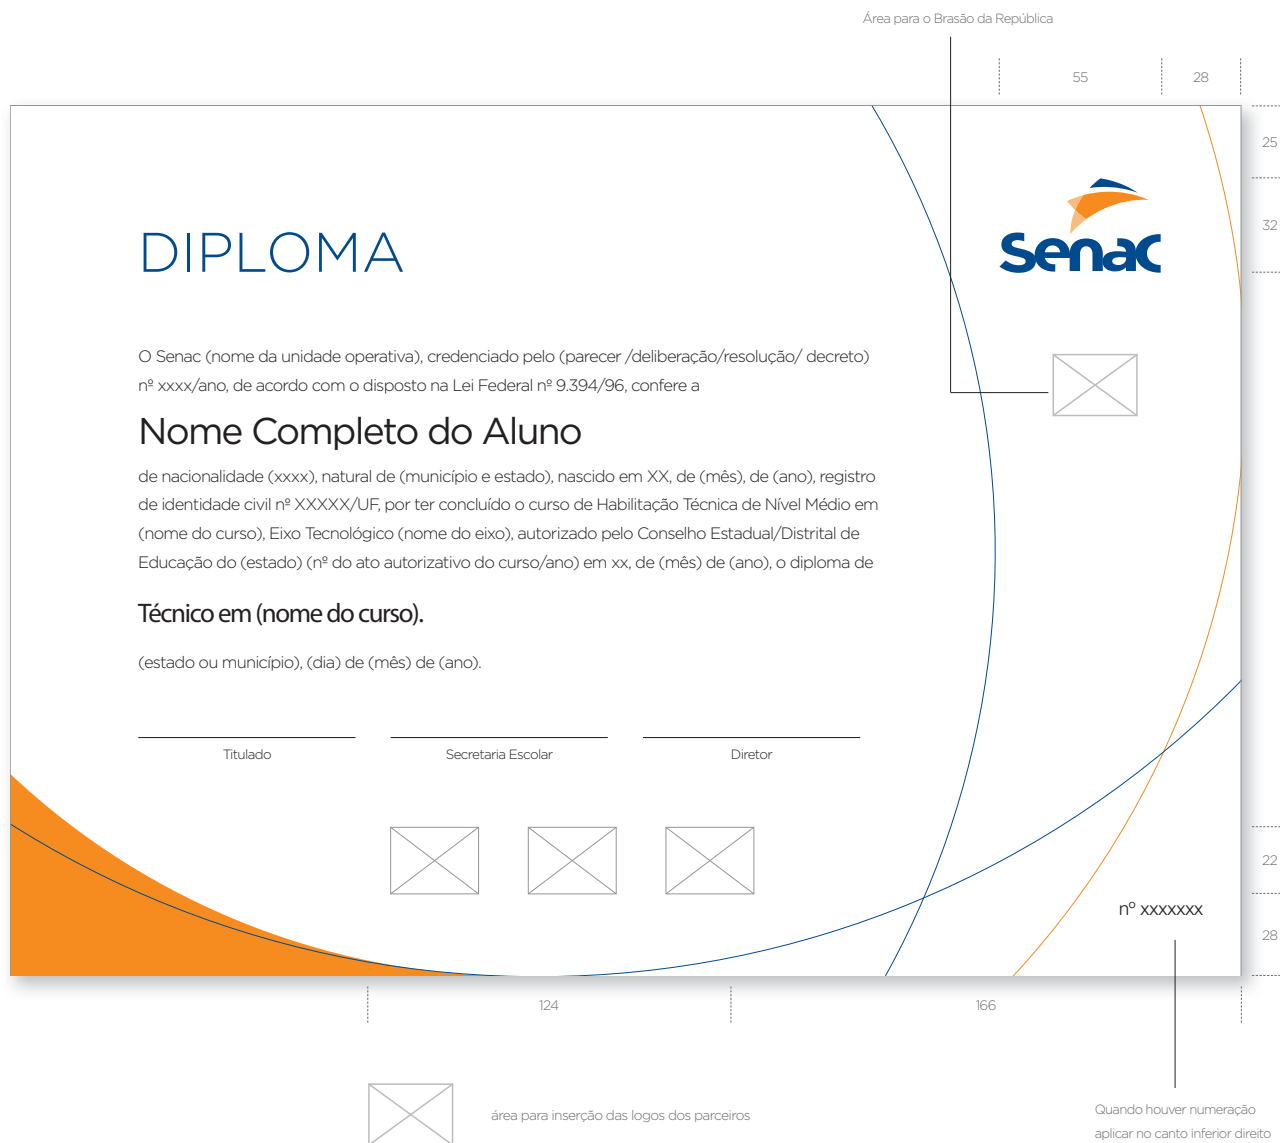 Área para o Brasão da República
55
28
25
32
Senac
DIPLOMA
O Senac (nome da unidade operativa), credenciado pelo (parecer /deliberação/resolução/ decreto)
nº xxxx/ano, de acordo com o disposto na Lei Federal nº 9.394/96, confere a
Nome Completo do Aluno
de nacionalidade (xxxx), natural de (município e estado), nascido em XX, de (mês), de (ano), registro
de identidade civil nº XXXXX/UF, por ter concluído o curso de Habilitação Técnica de Nível Médio em
(nome do curso), Eixo Tecnológico (nome do eixo), autorizado pelo Conselho Estadual/Distrital de
Educação do (estado) (nº do ato autorizativo do curso/ano) em xx, de (mês) de (ano), o diploma de
Técnico em (nome do curso).
(estado ou município), (dia) de (mês) de (ano).
Titulado
Secretaria Escolar
Diretor
22
nº xxxxxxx
28
124
166
área para inserção das logos dos parceiros
Quando houver numeração
aplicar no canto inferior direito